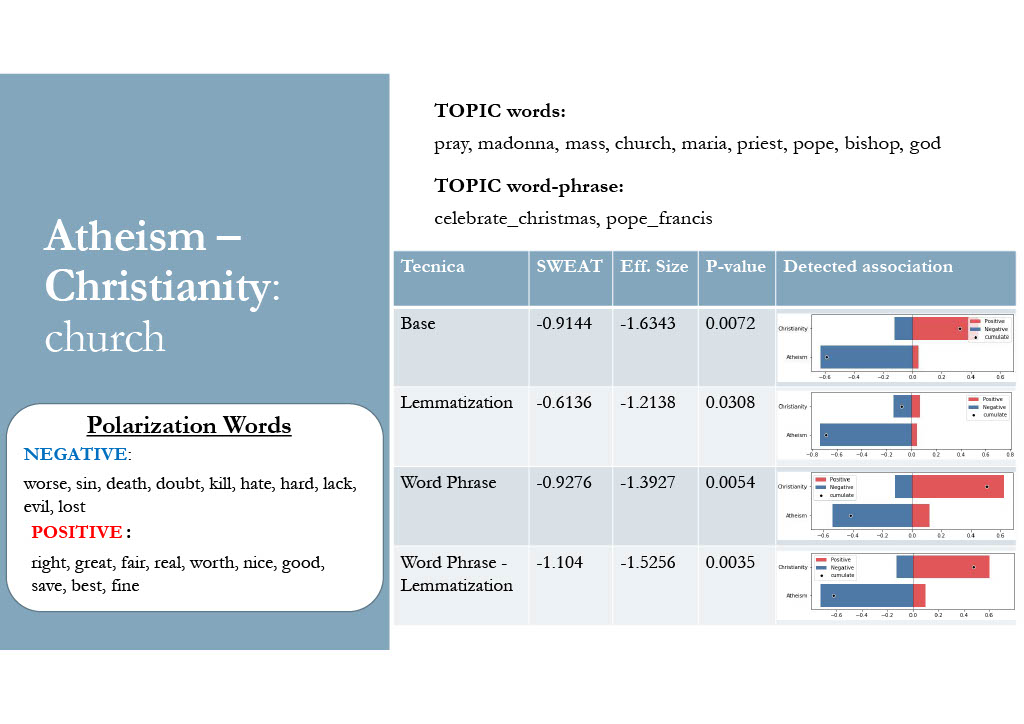 Atheism –
Christianity:
church
Polarization Words
NEGATIVE:
worse, sin, death, doubt, kill, hate, hard, lack,
evil, lost
POSITIVE :
right, great, fair, real, worth, nice, good,
save, best, fine
TOPIC words:
pray, madonna, mass, church, maria, priest, pope, bishop, god
TOPIC word-phrase:
celebrate_christmas, pope_francis
Tecnica SWEAT Eff. Size P-value Detected association
Base -0.9144 -1.6343 0.0072
Christianity
Atheism
Positive
Negative
cumulate
−0.6 −0.4 −0.2 0.0 0.2 0.4 0.6
Lemmatization -0.6136 -1.2138 0.0308
Christianity
Atheism
Positive
Negative
cumulate
−0.8 −0.6 −0.4 −0.2 0.0 0.2 0.4 0.6 0.8
Word Phrase -0.9276 -1.3927 0.0054
Christianity
Atheism
Positive
Negative
cumulate
−0.6 −0.4 −0.2 0.0 0.2 0.4 0.6
Word Phrase -
Lemmatization
-1.104 -1.5256 0.0035
Christianity
Atheism
Positive
Negative
cumulate
−0.6 −0.4 −0.2 0.0 0.2 0.4 0.6